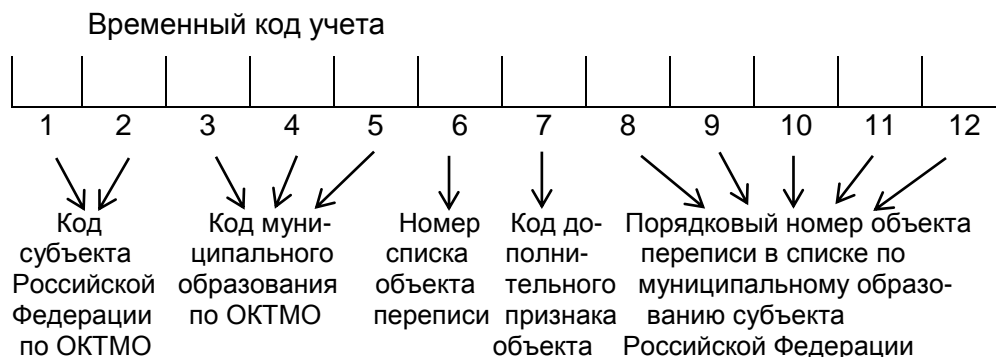 Временный код учета
1 2 3 4 5 6 7 8 9 10 11 12
Код муни- Код Номер Код до- Порядковый номер объекта
субъекта ципального списка полни- переписи в списке по
Российской образования объекта тельного муниципальному образо-
Федерации по ОКТМО переписи признака ванию субъекта
по ОКТМО объекта Российской Федерации